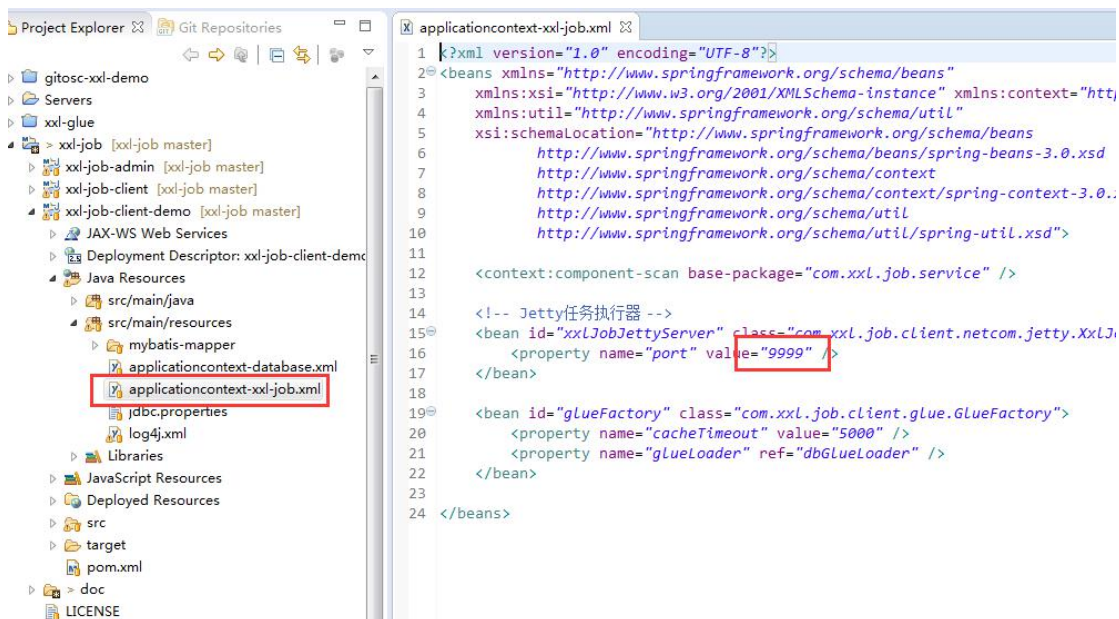 Project Explorer
Git Repositories
gitosc-xxl-demo
Servers
xxl-glue
> xxl-job [xxl-job master]
xxl-job-admin [xxl-job master]
xxl-job-client [xxl-job master]
xxl-job-client-demo [xxl-job master]
JAX-WS Web Services
Deployment Descriptor: xxl-job-client-demo
Java Resources
src/main/java
src/main/resources
mybatis-mapper
applicationcontext-database.xml
applicationcontext-xxl-job.xml
jdbc.properties
log4j.xml
Libraries
JavaScript Resources
Deployed Resources
src
target
pom.xml
> doc
LICENSE
applicationcontext-xxl-job.xml
1 <?xml version="1.0" encoding="UTF-8"?>
2 <beans xmlns="http://www.springframework.org/schema/beans"
3 xmlns:xsi="http://www.w3.org/2001/XMLSchema-instance" xmlns:context="http
4 xmlns:util="http://www.springframework.org/schema/util"
5 xsi:schemaLocation="http://www.springframework.org/schema/beans
6 http://www.springframework.org/schema/beans/spring-beans-3.0.xsd
7 http://www.springframework.org/schema/context
8 http://www.springframework.org/schema/context/spring-context-3.0.
9 http://www.springframework.org/schema/util
10 http://www.springframework.org/schema/util/spring-util.xsd">
11
12 <context:component-scan base-package="com.xxl.job.service" />
13
14 <!-- Jetty任务执行器 -->
15 <bean id="xxlJobJettyServer" class="com.xxl.job.client.netcom.jetty.XxlJo
16 <property name="port" value="9999" />
17 </bean>
18
19 <bean id="glueFactory" class="com.xxl.job.client.glue.GlueFactory">
20 <property name="cacheTimeout" value="5000" />
21 <property name="glueLoader" ref="dbGlueLoader" />
22 </bean>
23
24 </beans>